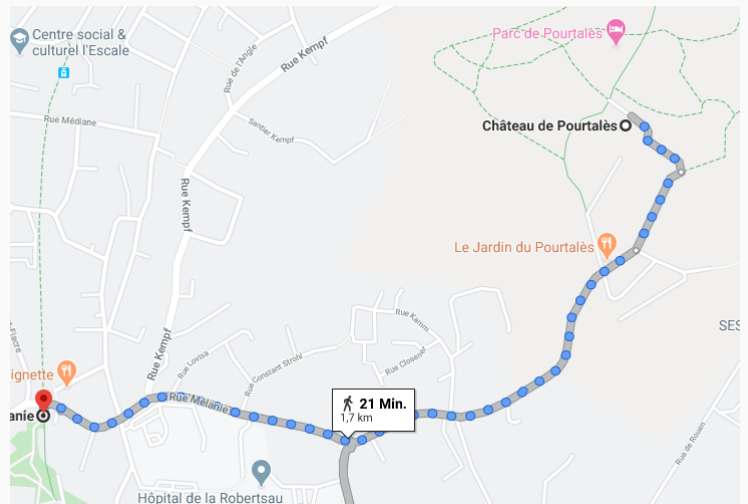 Centre social &
culturel l'Escale
Parc de Pourtalès
Rue Kempf
Rue de l'Angle
Rue Médiane
Sentier Kempf
Château de Pourtalès
Rue Kempf
Le Jardin du Pourtalès
Rue Kamm
SES
Rue Kempf
Rue Lovisa
Rue Constant Strohl
Rue Closeret
ignette
Rue Mélanie
21 Min.
1,7 km
anie
Rue de Rouen
Hôpital de la Robertsau